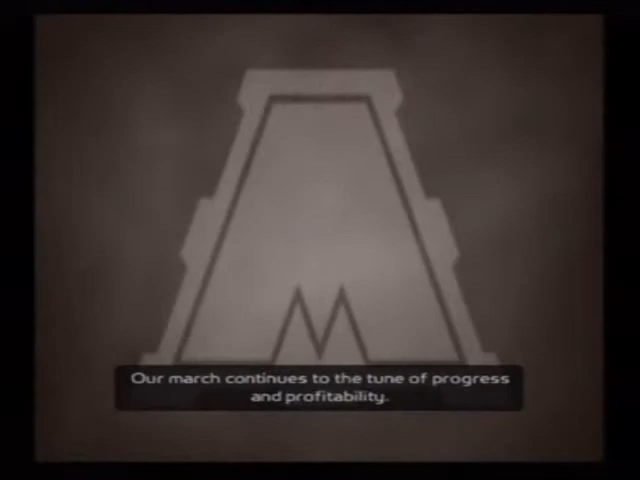 Our march continues to the tune of progress
and profitability.